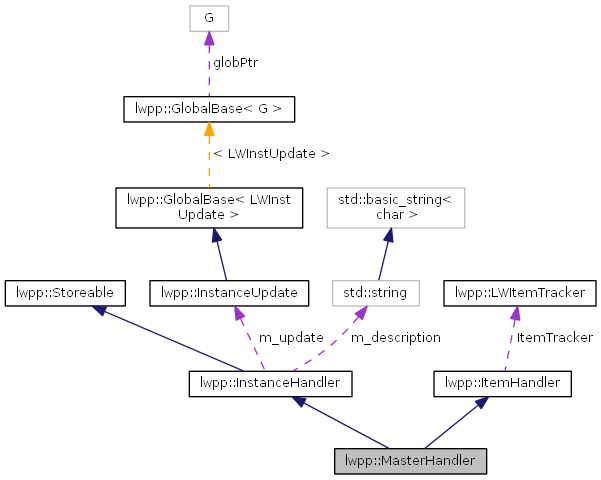 G
globPtr
lwpp::GlobalBase< G >
< LWInstUpdate >
lwpp::GlobalBase< LWInst
Update >
std::basic_string<
char >
lwpp::Storeable
lwpp::InstanceUpdate
std::string
lwpp::LWItemTracker
m_update
m_description
ItemTracker
lwpp::InstanceHandler
lwpp::ItemHandler
lwpp::MasterHandler